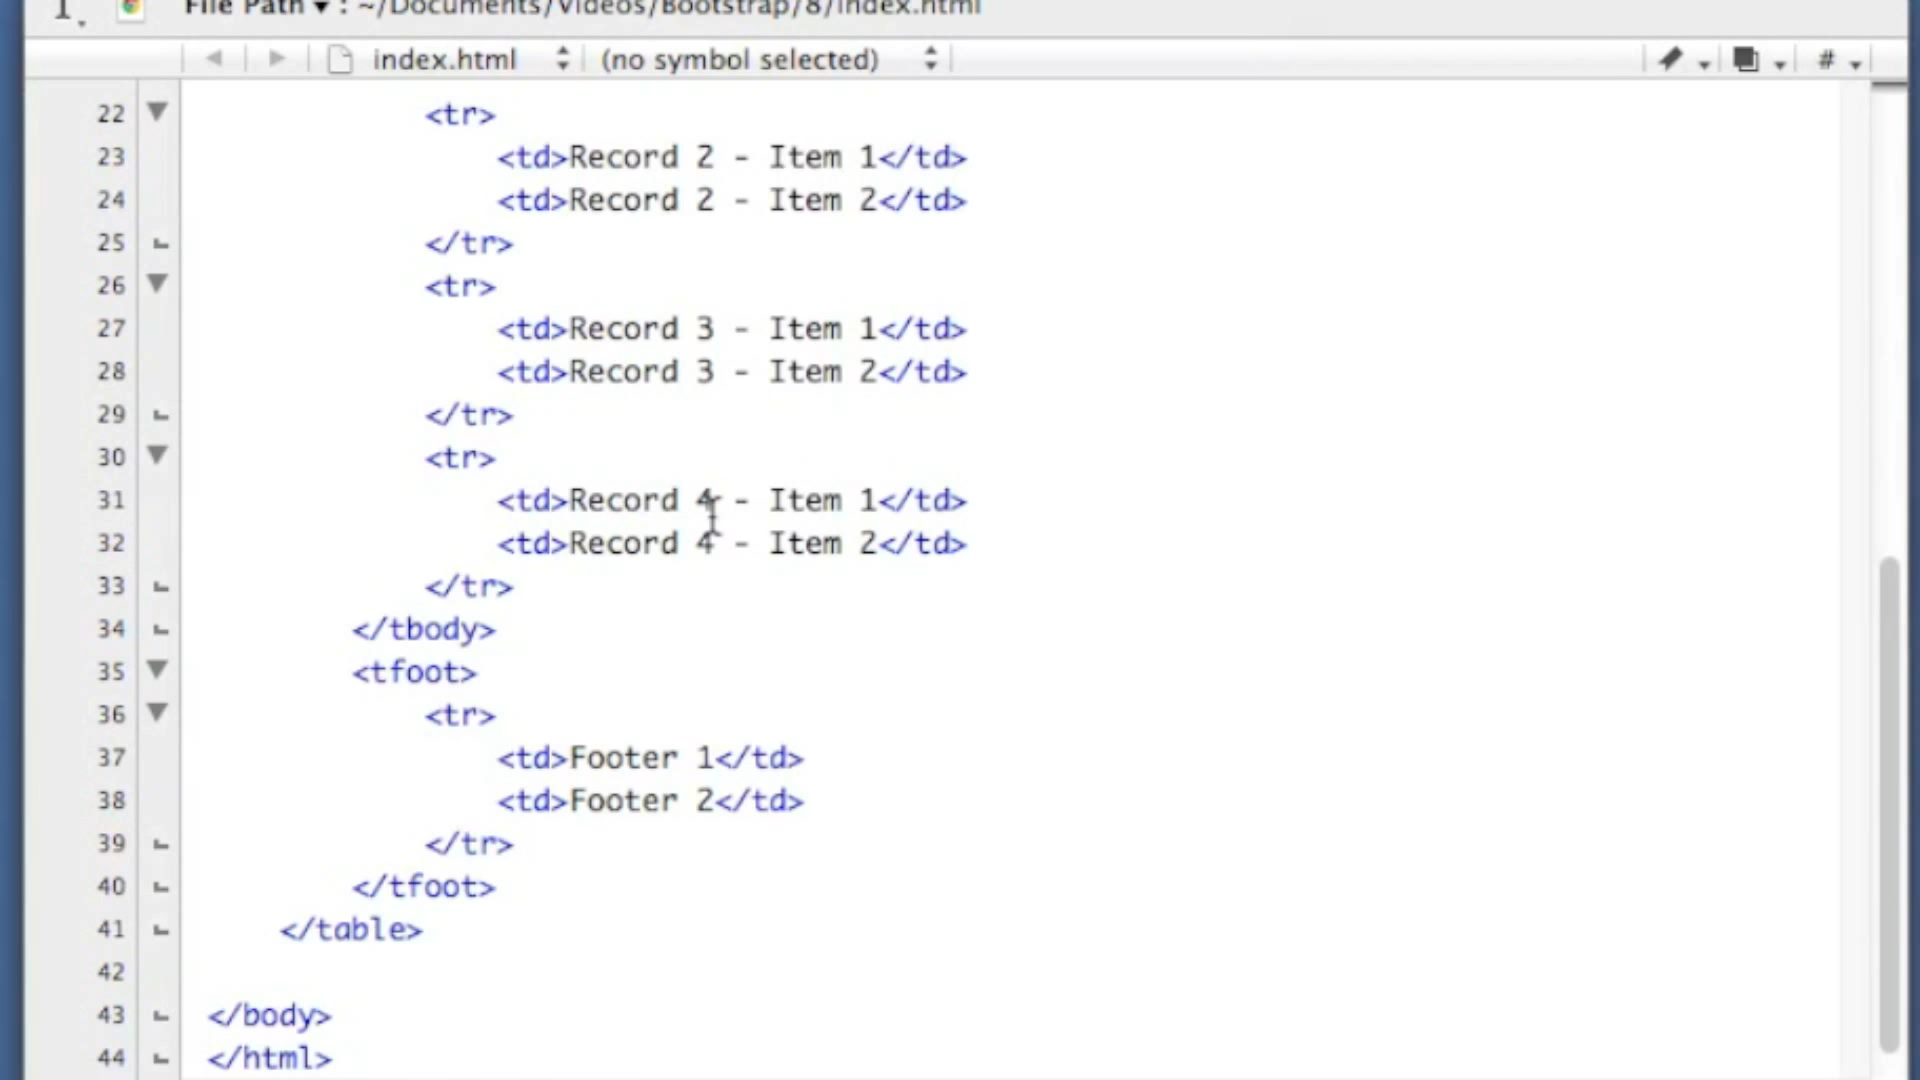 File Path ▾ : ~/Documents/Videos/Bootstrap/8/index.html
index.html (no symbol selected) #
22 <tr>
23 <td>Record 2 - Item 1</td>
24 <td>Record 2 - Item 2</td>
25 </tr>
26 <tr>
27 <td>Record 3 - Item 1</td>
28 <td>Record 3 - Item 2</td>
29 </tr>
30 <tr>
31 <td>Record 4 - Item 1</td>
32 <td>Record 4 - Item 2</td>
33 </tr>
34 </tbody>
35 <tfoot>
36 <tr>
37 <td>Footer 1</td>
38 <td>Footer 2</td>
39 </tr>
40 </tfoot>
41 </table>
42
43 </body>
44 </html>